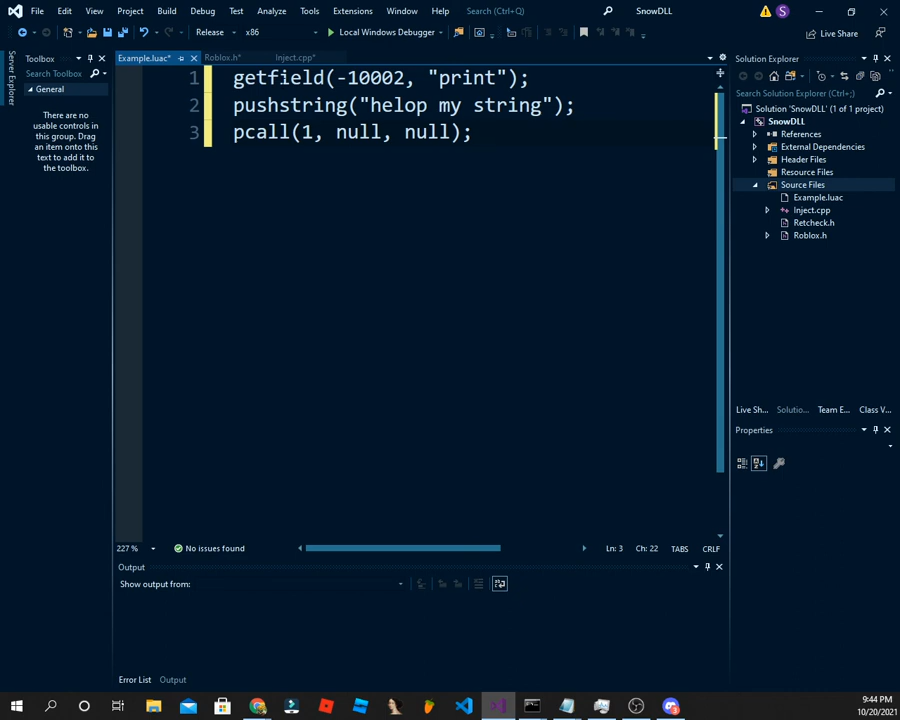 File Edit View Project Build Debug Test Analyze Tools Extensions Window Help Search (Ctrl+Q) SnowDLL S
Release x86 Local Windows Debugger Live Share
Server Explorer
Toolbox
Search Toolbox
General
There are no
usable controls in
this group. Drag
an item onto this
text to add it to
the toolbox.
Example.luac* Roblox.h* Inject.cpp*
1 getfield(-10002, "print");
2 pushstring("helop my string");
3 pcall(1, null, null);
227 % No issues found Ln: 3 Ch: 22 TABS CRLF
Output
Show output from:
Error List Output
Solution Explorer
Search Solution Explorer (Ctrl+;)
Solution 'SnowDLL' (1 of 1 project)
SnowDLL
References
External Dependencies
Header Files
Resource Files
Source Files
Example.luac
Inject.cpp
Retcheck.h
Roblox.h
Live Sh... Solutio... Team E... Class V...
Properties
9:44 PM
10/20/2021